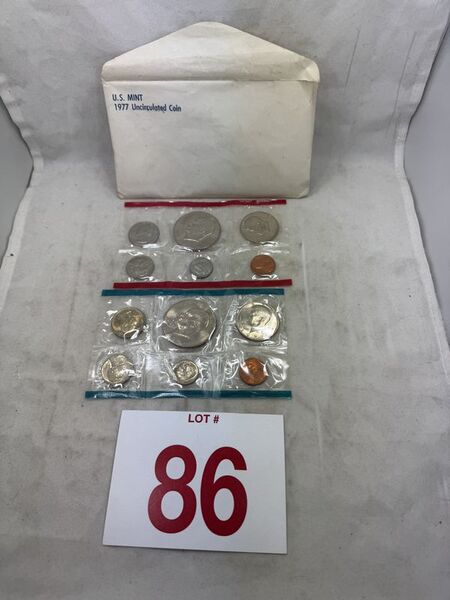 U.S. MINT
1977 Uncirculated Coin
LOT #
86